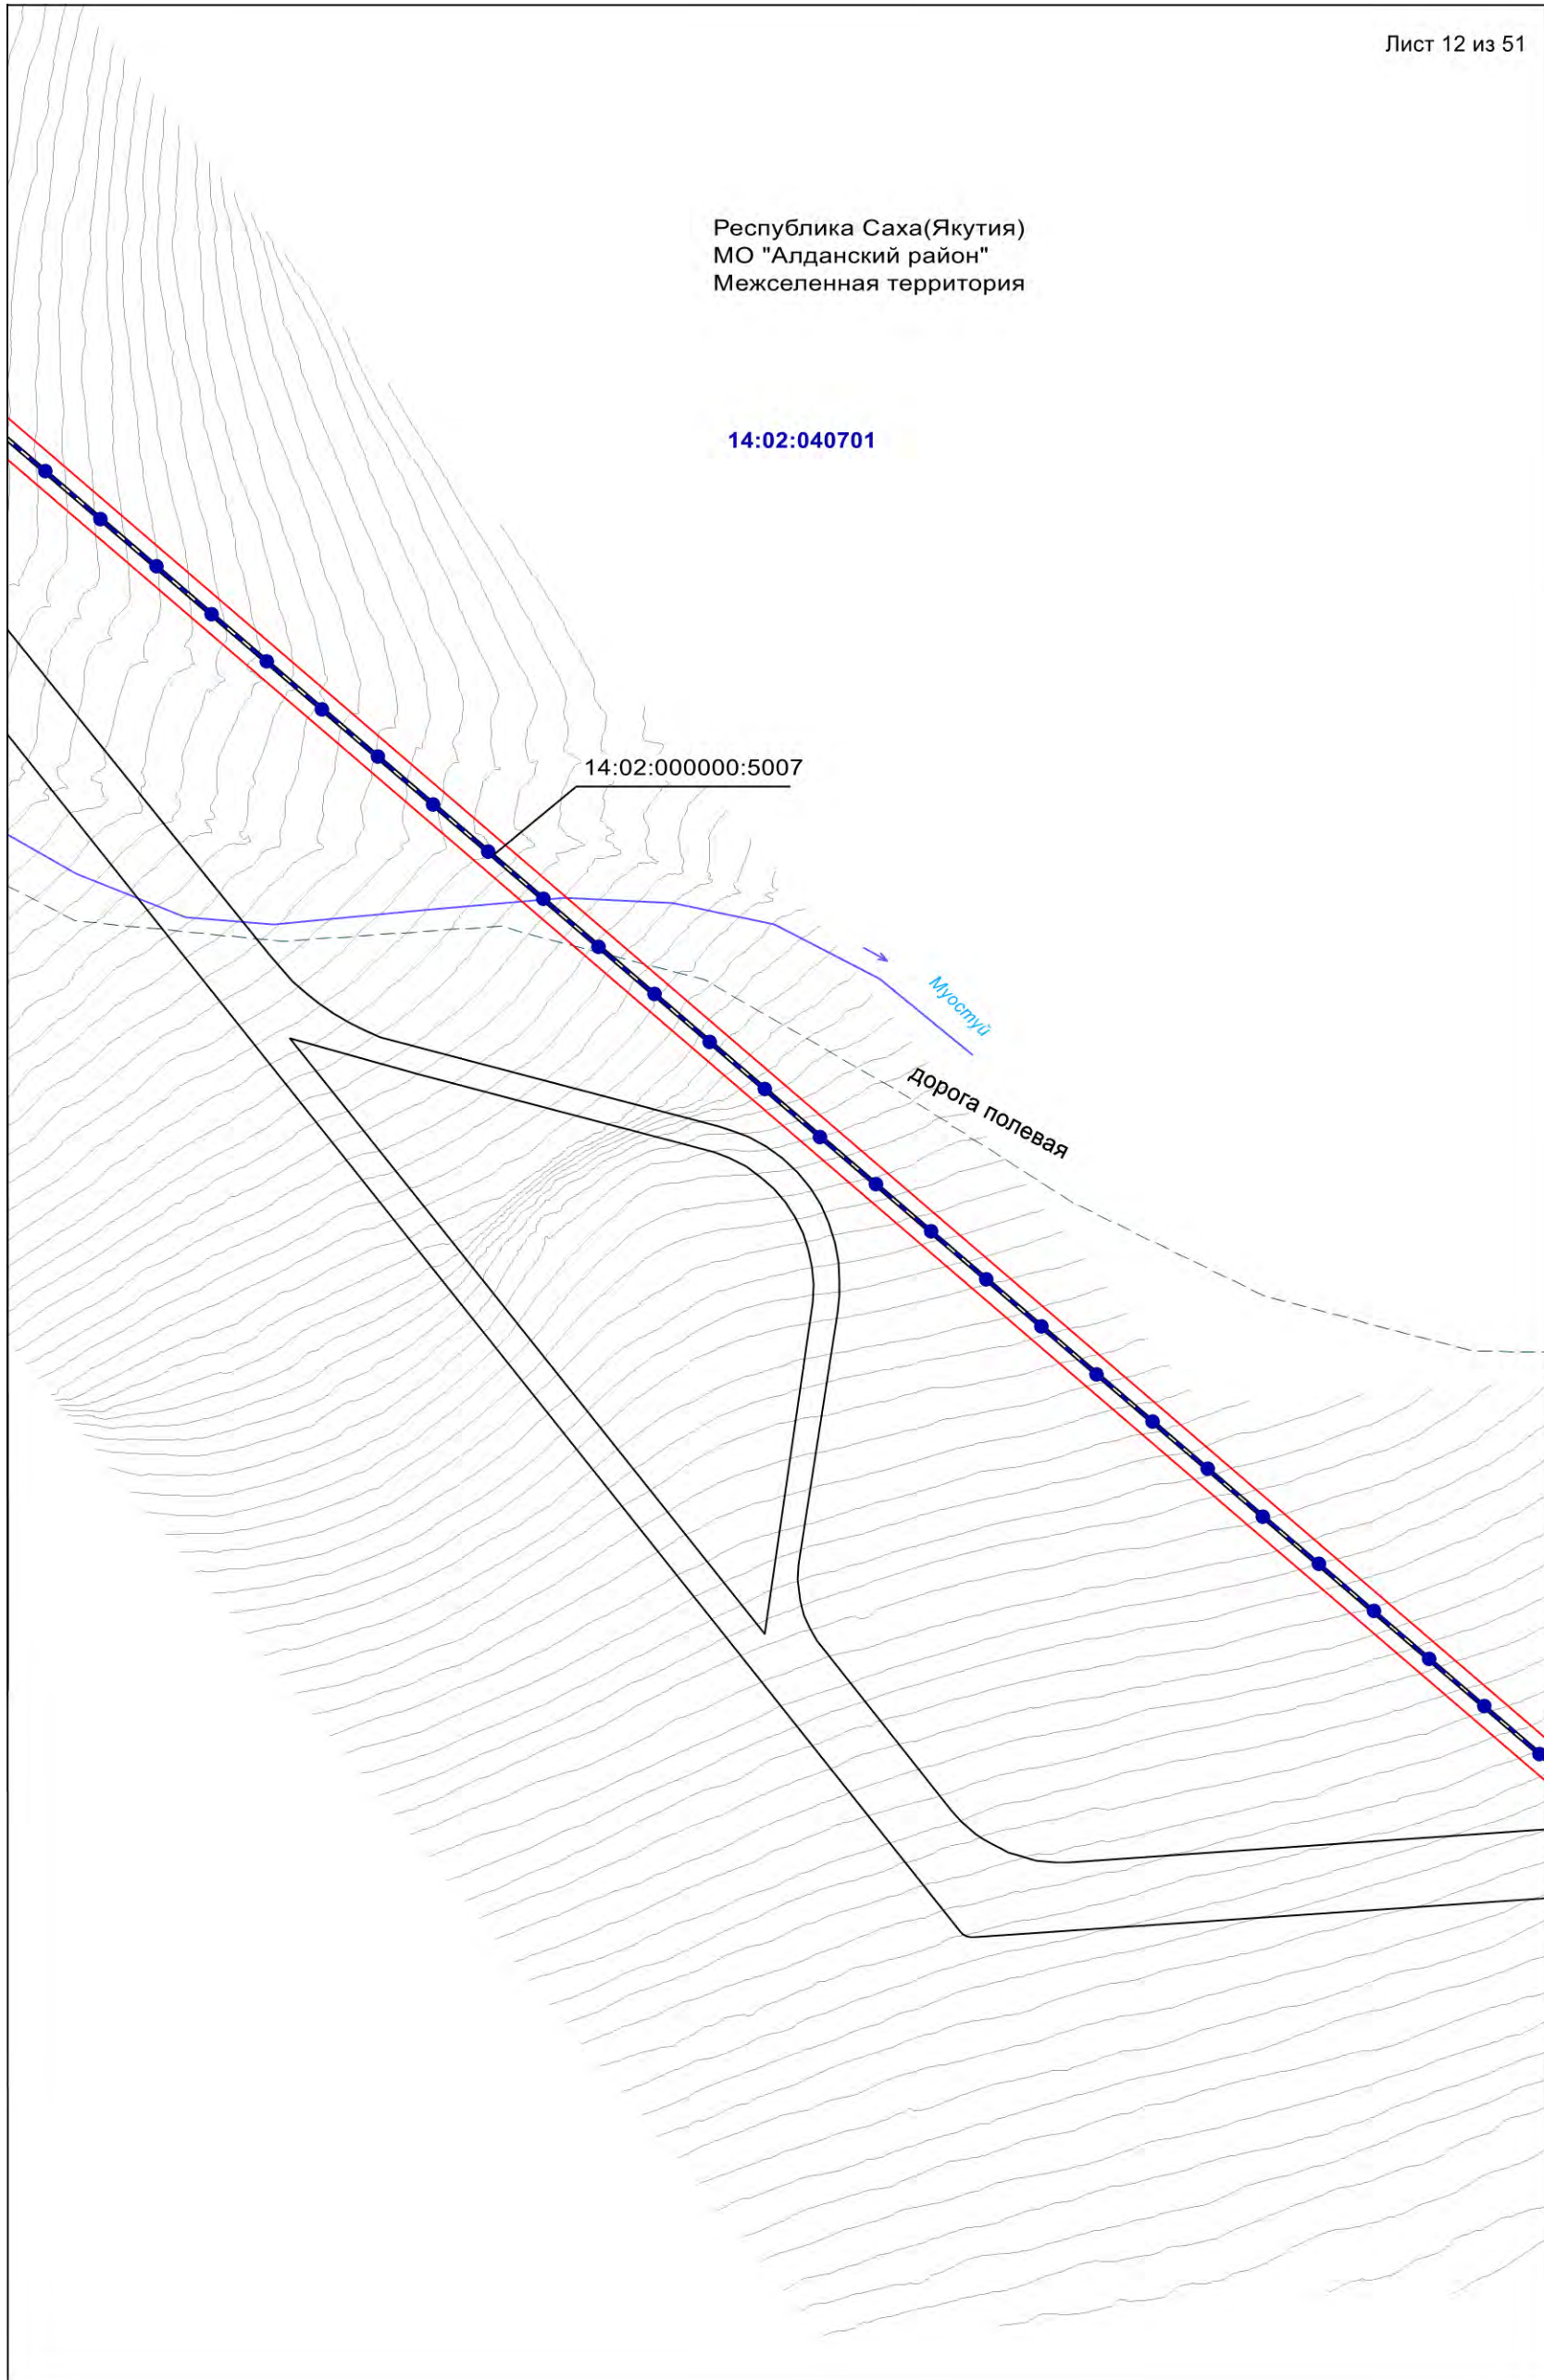 Лист 12 из 51
Республика Саха(Якутия)
МО "Алданский район"
Межселенная территория
14:02:040701
14:02:000000:5007
Муостуй
дорога полевая